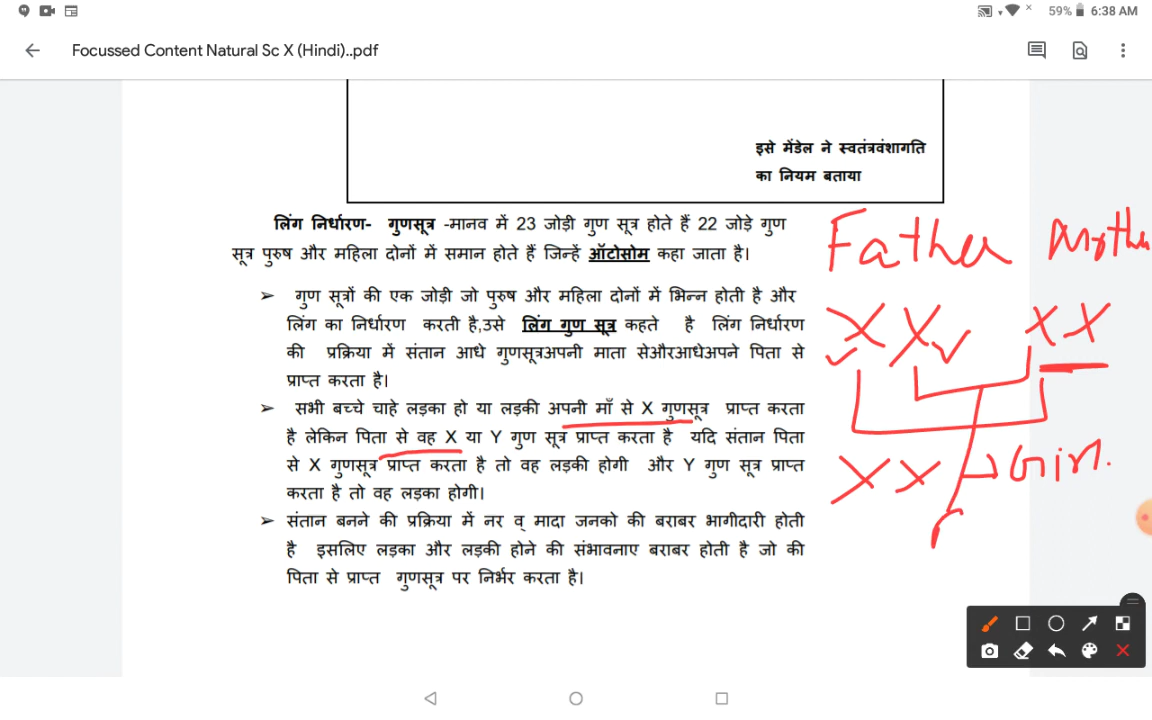 59% 6:38 AM
Focussed Content Natural Sc X (Hindi)..pdf
इसे मेंडेल ने स्वतंत्रवंशागति
का नियम बताया
लिंग निर्धारण- गुणसूत्र -मानव में 23 जोड़ी गुण सूत्र होते हैं 22 जोड़े गुण
सूत्र पुरुष और महिला दोनों में समान होते हैं जिन्हें ऑटोसोम कहा जाता है।
➢ गुण सूत्रों की एक जोड़ी जो पुरुष और महिला दोनों में भिन्न होती है और
लिंग का निर्धारण करती है,उसे लिंग गुण सूत्र कहते है लिंग निर्धारण
की प्रक्रिया में संतान आधे गुणसूत्रअपनी माता सेऔरआधेअपने पिता से
प्राप्त करता है।
➢ सभी बच्चे चाहे लड़का हो या लड़की अपनी माँ से X गुणसूत्र प्राप्त करता
है लेकिन पिता से वह X या Y गुण सूत्र प्राप्त करता है यदि संतान पिता
से X गुणसूत्र प्राप्त करता है तो वह लड़की होगी और Y गुण सूत्र प्राप्त
करता है तो वह लड़का होगी।
➢ संतान बनने की प्रक्रिया में नर व् मादा जनको की बराबर भागीदारी होती
है इसलिए लड़का और लड़की होने की संभावनाए बराबर होती है जो की
पिता से प्राप्त गुणसूत्र पर निर्भर करता है।
Father Mothe
X X X X
X X Girl.